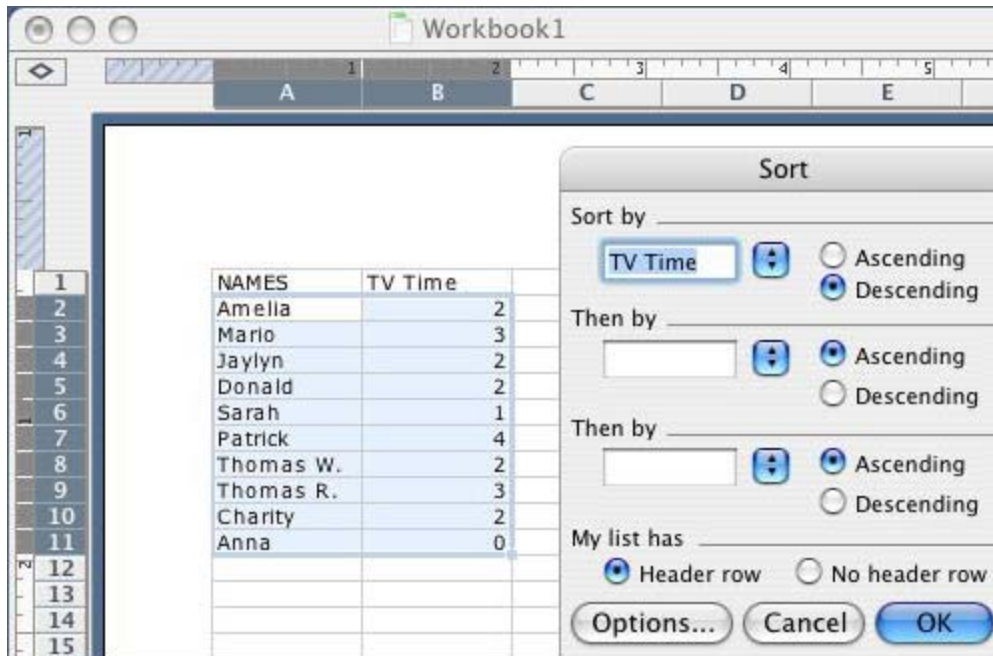 Workbook1
1 2 3 4 5
A B C D E
1
1 NAMES TV Time
2 Amelia 2
3 Mario 3
4 Jaylyn 2
5 Donald 2
6 Sarah 1
7 Patrick 4
8 Thomas W. 2
9 Thomas R. 3
10 Charity 2
11 Anna 0
12
13
14
15
1
2
Sort
Sort by
TV Time
Ascending
Descending
Then by
Ascending
Descending
Then by
Ascending
Descending
My list has
Header row No header row
Options... Cancel OK